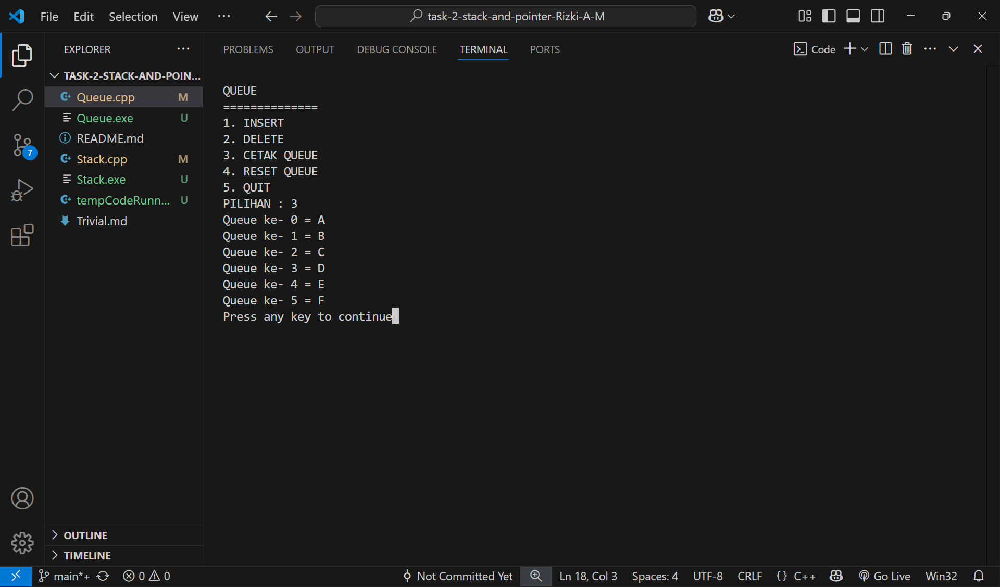 File Edit Selection View ···
task-2-stack-and-pointer-Rizki-A-M
EXPLORER ···
TASK-2-STACK-AND-POIN...
Queue.cpp M
Queue.exe U
README.md
Stack.cpp M
Stack.exe U
tempCodeRunn... U
Trivial.md
7
OUTLINE
TIMELINE
PROBLEMS OUTPUT DEBUG CONSOLE TERMINAL PORTS
Code
QUEUE
==============
1. INSERT
2. DELETE
3. CETAK QUEUE
4. RESET QUEUE
5. QUIT
PILIHAN : 3
Queue ke- 0 = A
Queue ke- 1 = B
Queue ke- 2 = C
Queue ke- 3 = D
Queue ke- 4 = E
Queue ke- 5 = F
Press any key to continue
main*+ 0 0 Not Committed Yet Ln 18, Col 3 Spaces: 4 UTF-8 CRLF {} C++ Go Live Win32